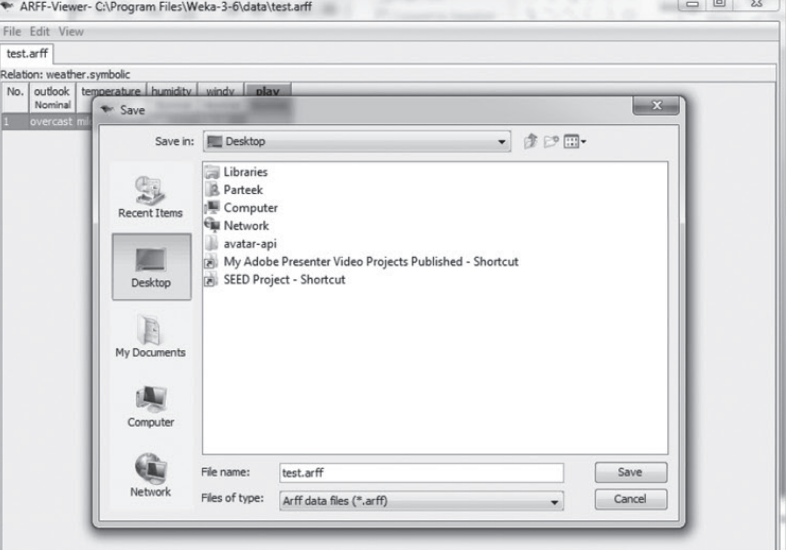 ARFF-Viewer- C:\Program Files\Weka-3-6\data\test.arff
File Edit View
test.arff
Relation: weather.symbolic
No. outlook temperature humidity windy play
Nominal
1 overcast
Save
Save in: Desktop
Recent Items
Desktop
My Documents
Computer
Network
Libraries
Parteek
Computer
Network
avatar-api
My Adobe Presenter Video Projects Published - Shortcut
SEED Project - Shortcut
File name: test.arff Save
Files of type: Arff data files (*.arff) Cancel